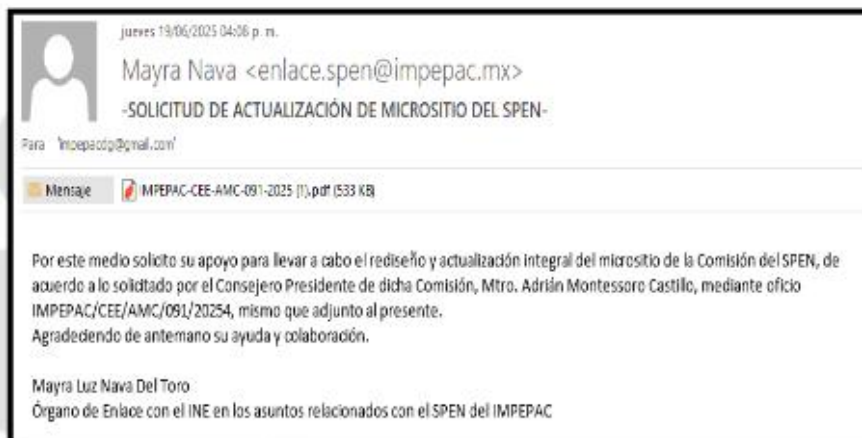 jueves 19/06/2025 04:08 p. m.
Mayra Nava <enlace.spen@impepac.mx>
-SOLICITUD DE ACTUALIZACIÓN DE MICROSITIO DEL SPEN-
Para 'impepacdg@gmail.com'
Mensaje IMPEPAC-CEE-AMC-091-2025 (1).pdf (533 KB)
Por este medio solicito su apoyo para llevar a cabo el rediseño y actualización integral del micrositio de la Comisión del SPEN, de
acuerdo a lo solicitado por el Consejero Presidente de dicha Comisión, Mtro. Adrián Montessoro Castillo, mediante oficio
IMPEPAC/CEE/AMC/091/20254, mismo que adjunto al presente.
Agradeciendo de antemano su ayuda y colaboración.
Mayra Luz Nava Del Toro
Órgano de Enlace con el INE en los asuntos relacionados con el SPEN del IMPEPAC